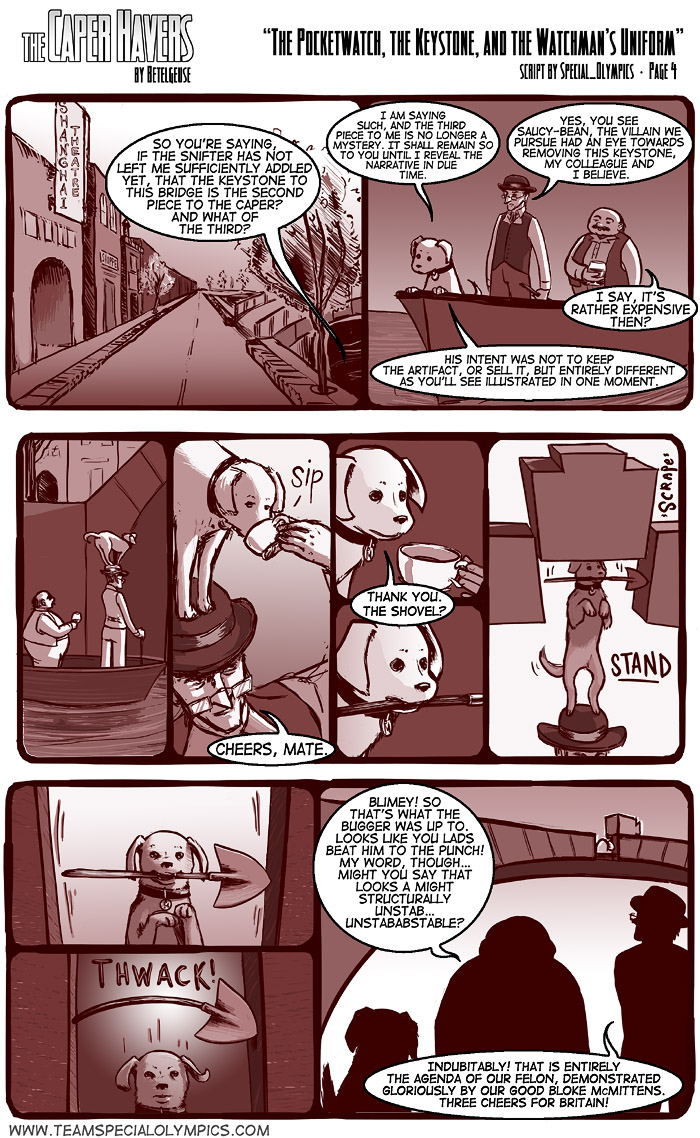 THE CAPER HAVERS
BY BETELGEUSE
"THE POCKETWATCH, THE KEYSTONE, AND THE WATCHMAN'S UNIFORM"
SCRIPT BY SPECIAL_OLYMPICS · PAGE 4
SHANGHAI
THEATRE
SO YOU'RE SAYING,
IF THE SNIFTER HAS NOT
LEFT ME SUFFICIENTLY ADDLED
YET, THAT THE KEYSTONE TO
THIS BRIDGE IS THE SECOND
PIECE TO THE CAPER?
AND WHAT OF
THE THIRD?
I AM SAYING
SUCH, AND THE THIRD
PIECE TO ME IS NO LONGER A
MYSTERY. IT SHALL REMAIN SO
TO YOU UNTIL I REVEAL THE
NARRATIVE IN DUE
TIME.
YES, YOU SEE
SAUCY-BEAN, THE VILLAIN WE
PURSUE HAD AN EYE TOWARDS
REMOVING THIS KEYSTONE,
MY COLLEAGUE AND
I BELIEVE.
I SAY, IT'S
RATHER EXPENSIVE
THEN?
HIS INTENT WAS NOT TO KEEP
THE ARTIFACT, OR SELL IT, BUT ENTIRELY DIFFERENT
AS YOU'LL SEE ILLUSTRATED IN ONE MOMENT.
SIP
CHEERS, MATE.
THANK YOU.
THE SHOVEL?
'SCRAPE'
STAND
THWACK!
BLIMEY! SO
THAT'S WHAT THE
BUGGER WAS UP TO.
LOOKS LIKE YOU LADS
BEAT HIM TO THE PUNCH!
MY WORD, THOUGH...
MIGHT YOU SAY THAT
LOOKS A MIGHT
STRUCTURALLY
UNSTAB...
UNSTABABSTABLE?
INDUBITABLY! THAT IS ENTIRELY
THE AGENDA OF OUR FELON, DEMONSTRATED
GLORIOUSLY BY OUR GOOD BLOKE McMITTENS.
THREE CHEERS FOR BRITAIN!
WWW.TEAMSPECIALOLYMPICS.COM